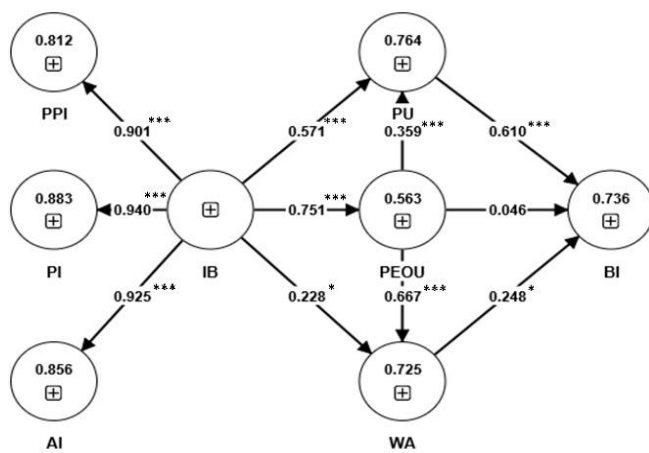 0.812
0.764
PPI
PU
0.901***
0.571***
0.359***
0.610***
0.883
0.940***
0.751***
0.563
0.046
0.736
PI
IB
PEOU
BI
0.925***
0.228*
0.667***
0.248*
0.856
0.725
AI
WA